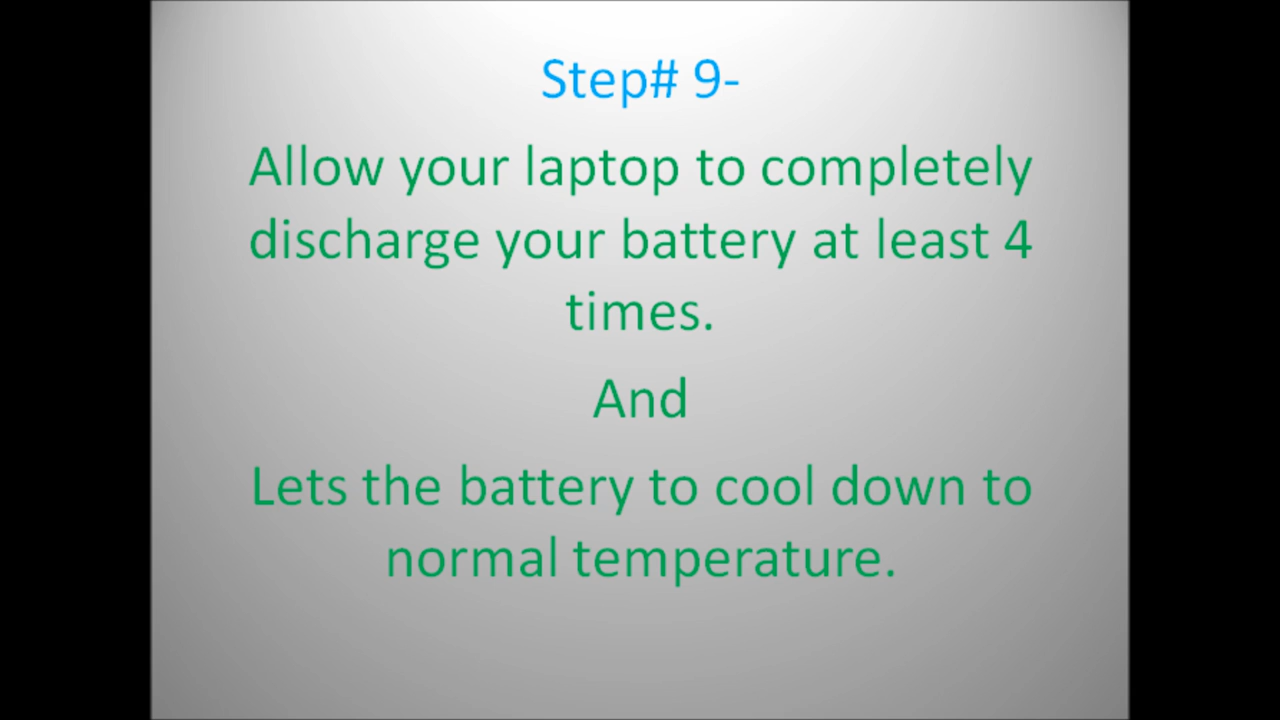 Step# 9-
Allow your laptop to completely
discharge your battery at least 4
times.
And
Lets the battery to cool down to
normal temperature.